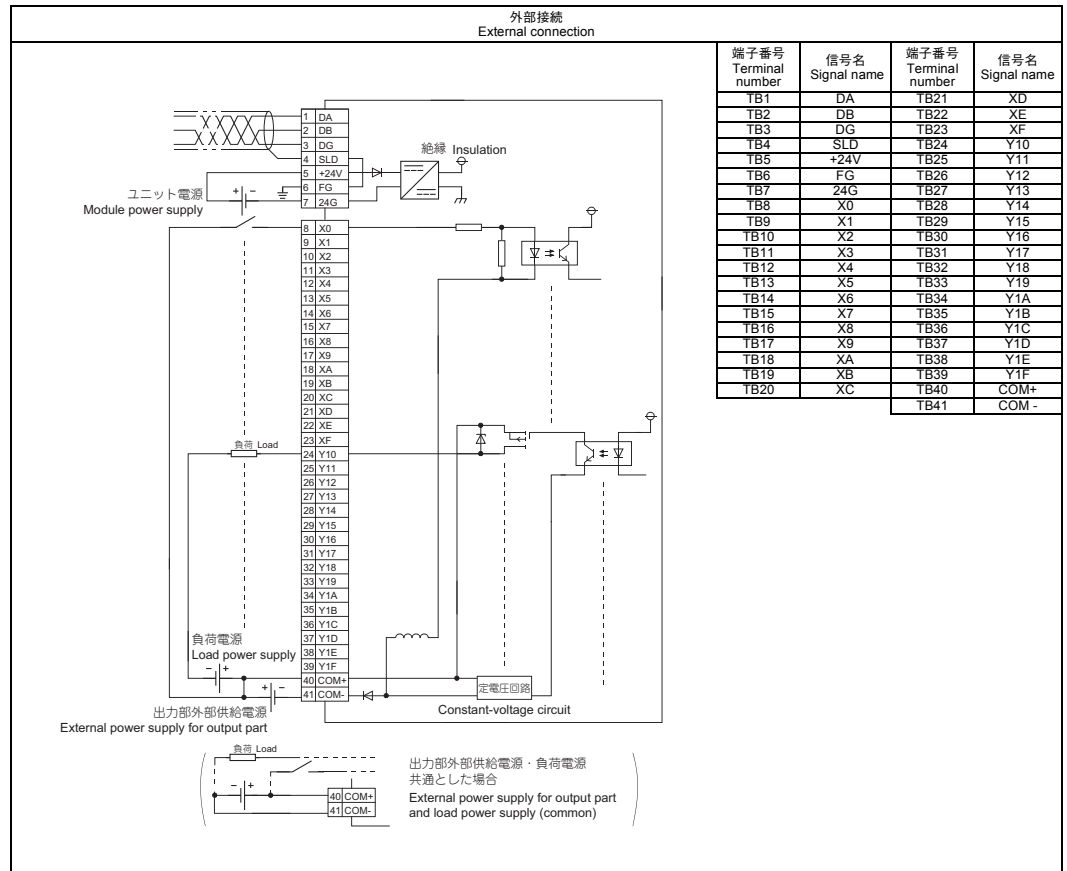 外部接続
External connection
端子番号
Terminal number
信号名
Signal name
端子番号
Terminal number
信号名
Signal name
TB1 DA TB21 XD
TB2 DB TB22 XE
TB3 DG TB23 XF
TB4 SLD TB24 Y10
TB5 +24V TB25 Y11
TB6 FG TB26 Y12
TB7 24G TB27 Y13
TB8 X0 TB28 Y14
TB9 X1 TB29 Y15
TB10 X2 TB30 Y16
TB11 X3 TB31 Y17
TB12 X4 TB32 Y18
TB13 X5 TB33 Y19
TB14 X6 TB34 Y1A
TB15 X7 TB35 Y1B
TB16 X8 TB36 Y1C
TB17 X9 TB37 Y1D
TB18 XA TB38 Y1E
TB19 XB TB39 Y1F
TB20 XC TB40 COM+
TB41 COM -
1 DA
2 DB
3 DG
4 SLD
5 +24V
6 FG
7 24G
絶縁 Insulation
ユニット電源
Module power supply
+ -
8 X0
9 X1
10 X2
11 X3
12 X4
13 X5
14 X6
15 X7
16 X8
17 X9
18 XA
19 XB
20 XC
21 XD
22 XE
23 XF
24 Y10
25 Y11
26 Y12
27 Y13
28 Y14
29 Y15
30 Y16
31 Y17
32 Y18
33 Y19
34 Y1A
35 Y1B
36 Y1C
37 Y1D
38 Y1E
39 Y1F
40 COM+
41 COM-
負荷 Load
負荷電源
Load power supply
- +
+ -
出力部外部供給電源
External power supply for output part
定電圧回路
Constant-voltage circuit
負荷 Load
- +
40 COM+
41 COM-
出力部外部供給電源・負荷電源
共通とした場合
External power supply for output part
and load power supply (common)